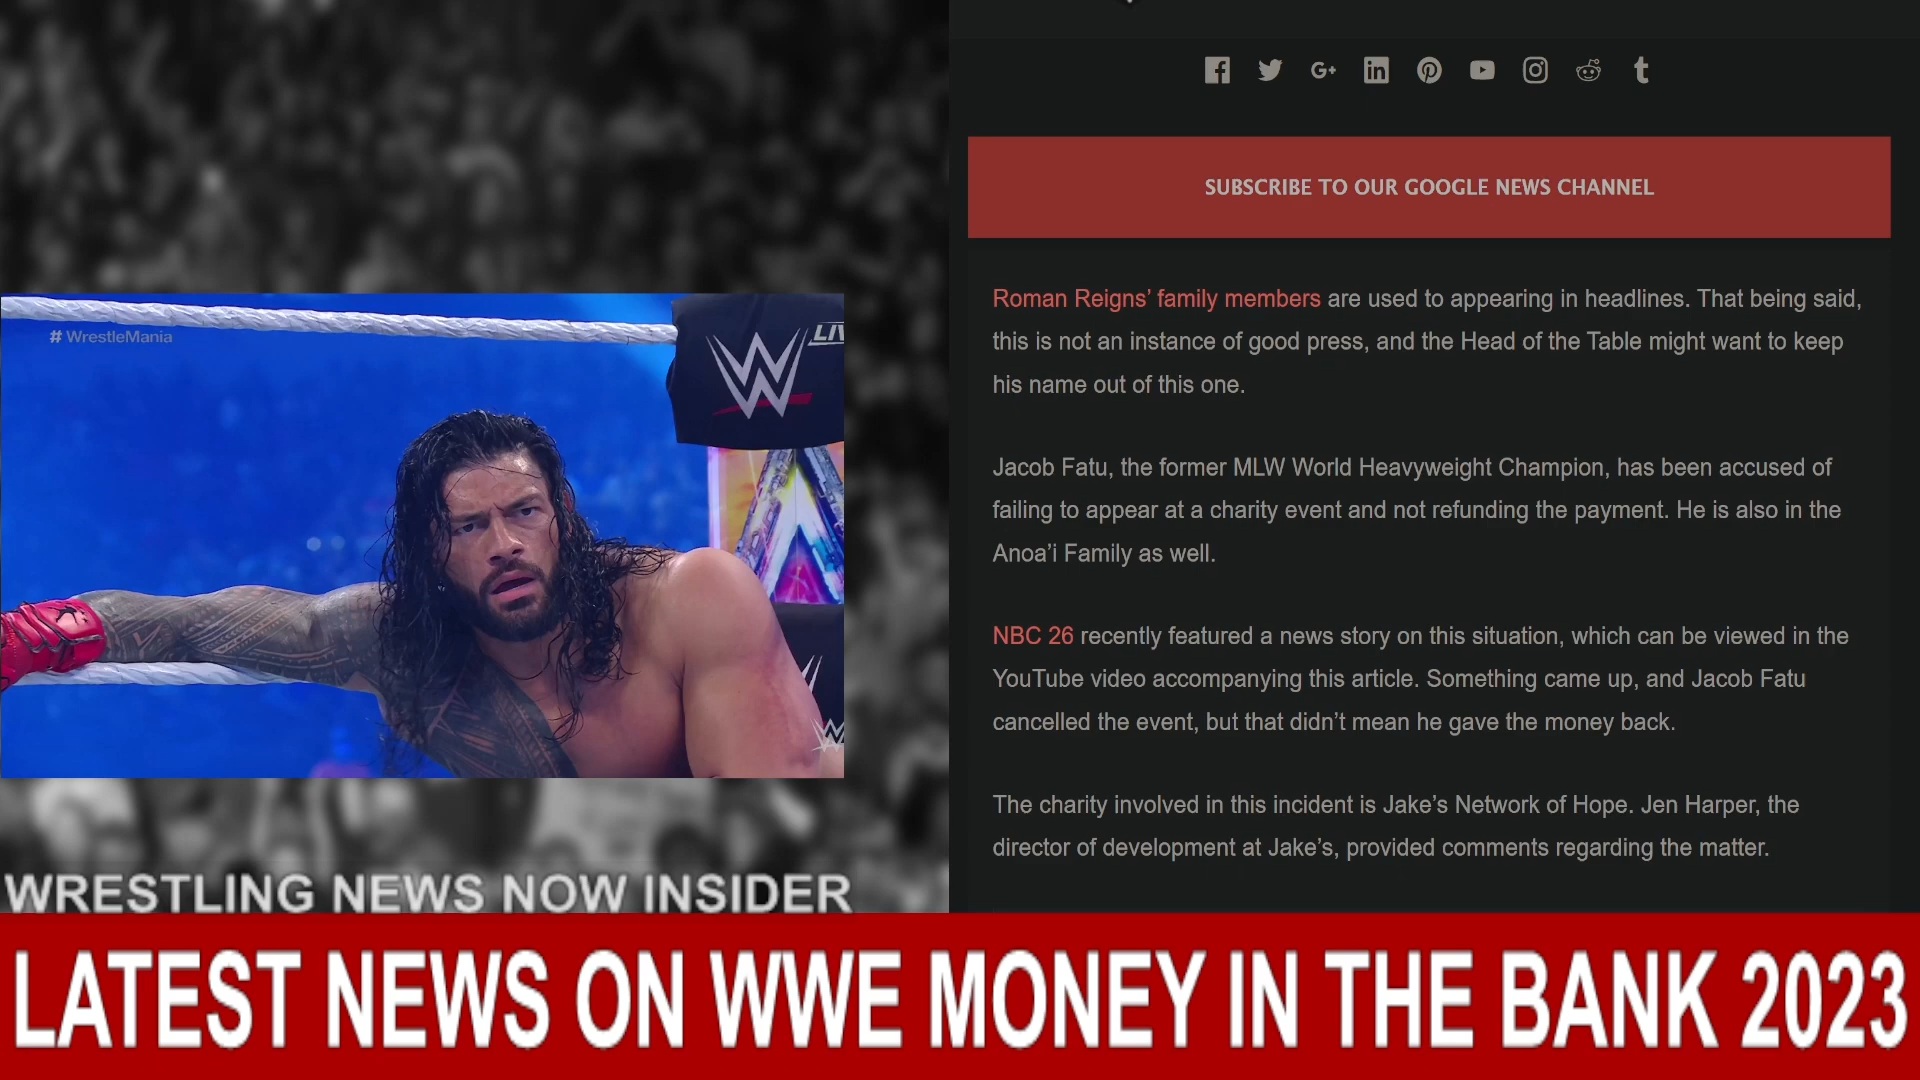 SUBSCRIBE TO OUR GOOGLE NEWS CHANNEL
Roman Reigns’ family members are used to appearing in headlines. That being said,
this is not an instance of good press, and the Head of the Table might want to keep
his name out of this one.
Jacob Fatu, the former MLW World Heavyweight Champion, has been accused of
failing to appear at a charity event and not refunding the payment. He is also in the
Anoa’i Family as well.
NBC 26 recently featured a news story on this situation, which can be viewed in the
YouTube video accompanying this article. Something came up, and Jacob Fatu
cancelled the event, but that didn’t mean he gave the money back.
The charity involved in this incident is Jake’s Network of Hope. Jen Harper, the
director of development at Jake’s, provided comments regarding the matter.
# WrestleMania
W
WRESTLING NEWS NOW INSIDER
LATEST NEWS ON WWE MONEY IN THE BANK 2023